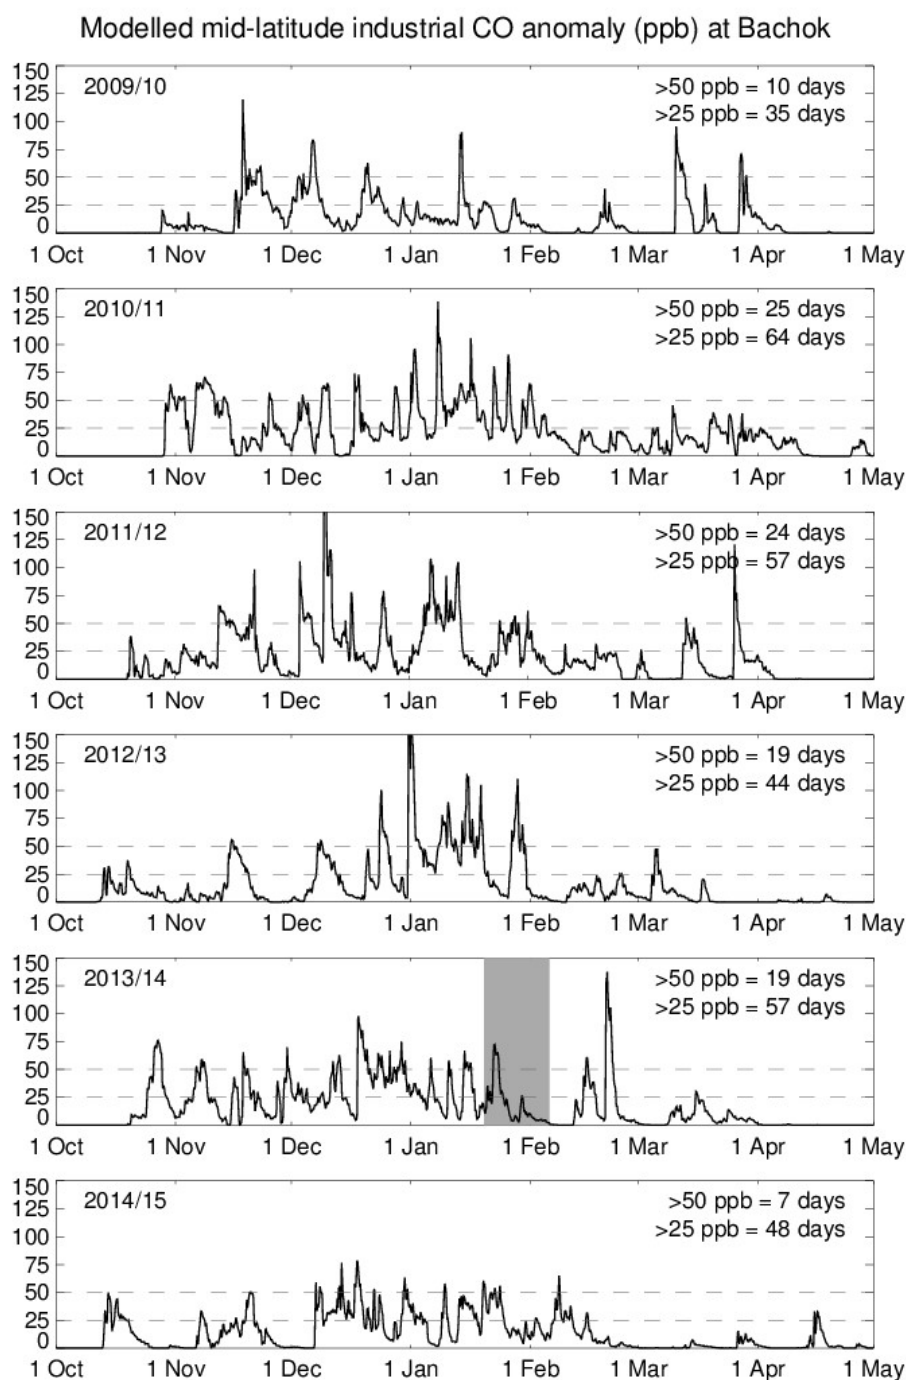 Modelled mid-latitude industrial CO anomaly (ppb) at Bachok
150
125
100
75
50
25
0
2009/10
>50 ppb = 10 days
>25 ppb = 35 days
1 Oct 1 Nov 1 Dec 1 Jan 1 Feb 1 Mar 1 Apr 1 May
150
125
100
75
50
25
0
2010/11
>50 ppb = 25 days
>25 ppb = 64 days
1 Oct 1 Nov 1 Dec 1 Jan 1 Feb 1 Mar 1 Apr 1 May
150
125
100
75
50
25
0
2011/12
>50 ppb = 24 days
>25 ppb = 57 days
1 Oct 1 Nov 1 Dec 1 Jan 1 Feb 1 Mar 1 Apr 1 May
150
125
100
75
50
25
0
2012/13
>50 ppb = 19 days
>25 ppb = 44 days
1 Oct 1 Nov 1 Dec 1 Jan 1 Feb 1 Mar 1 Apr 1 May
150
125
100
75
50
25
0
2013/14
>50 ppb = 19 days
>25 ppb = 57 days
1 Oct 1 Nov 1 Dec 1 Jan 1 Feb 1 Mar 1 Apr 1 May
150
125
100
75
50
25
0
2014/15
>50 ppb = 7 days
>25 ppb = 48 days
1 Oct 1 Nov 1 Dec 1 Jan 1 Feb 1 Mar 1 Apr 1 May